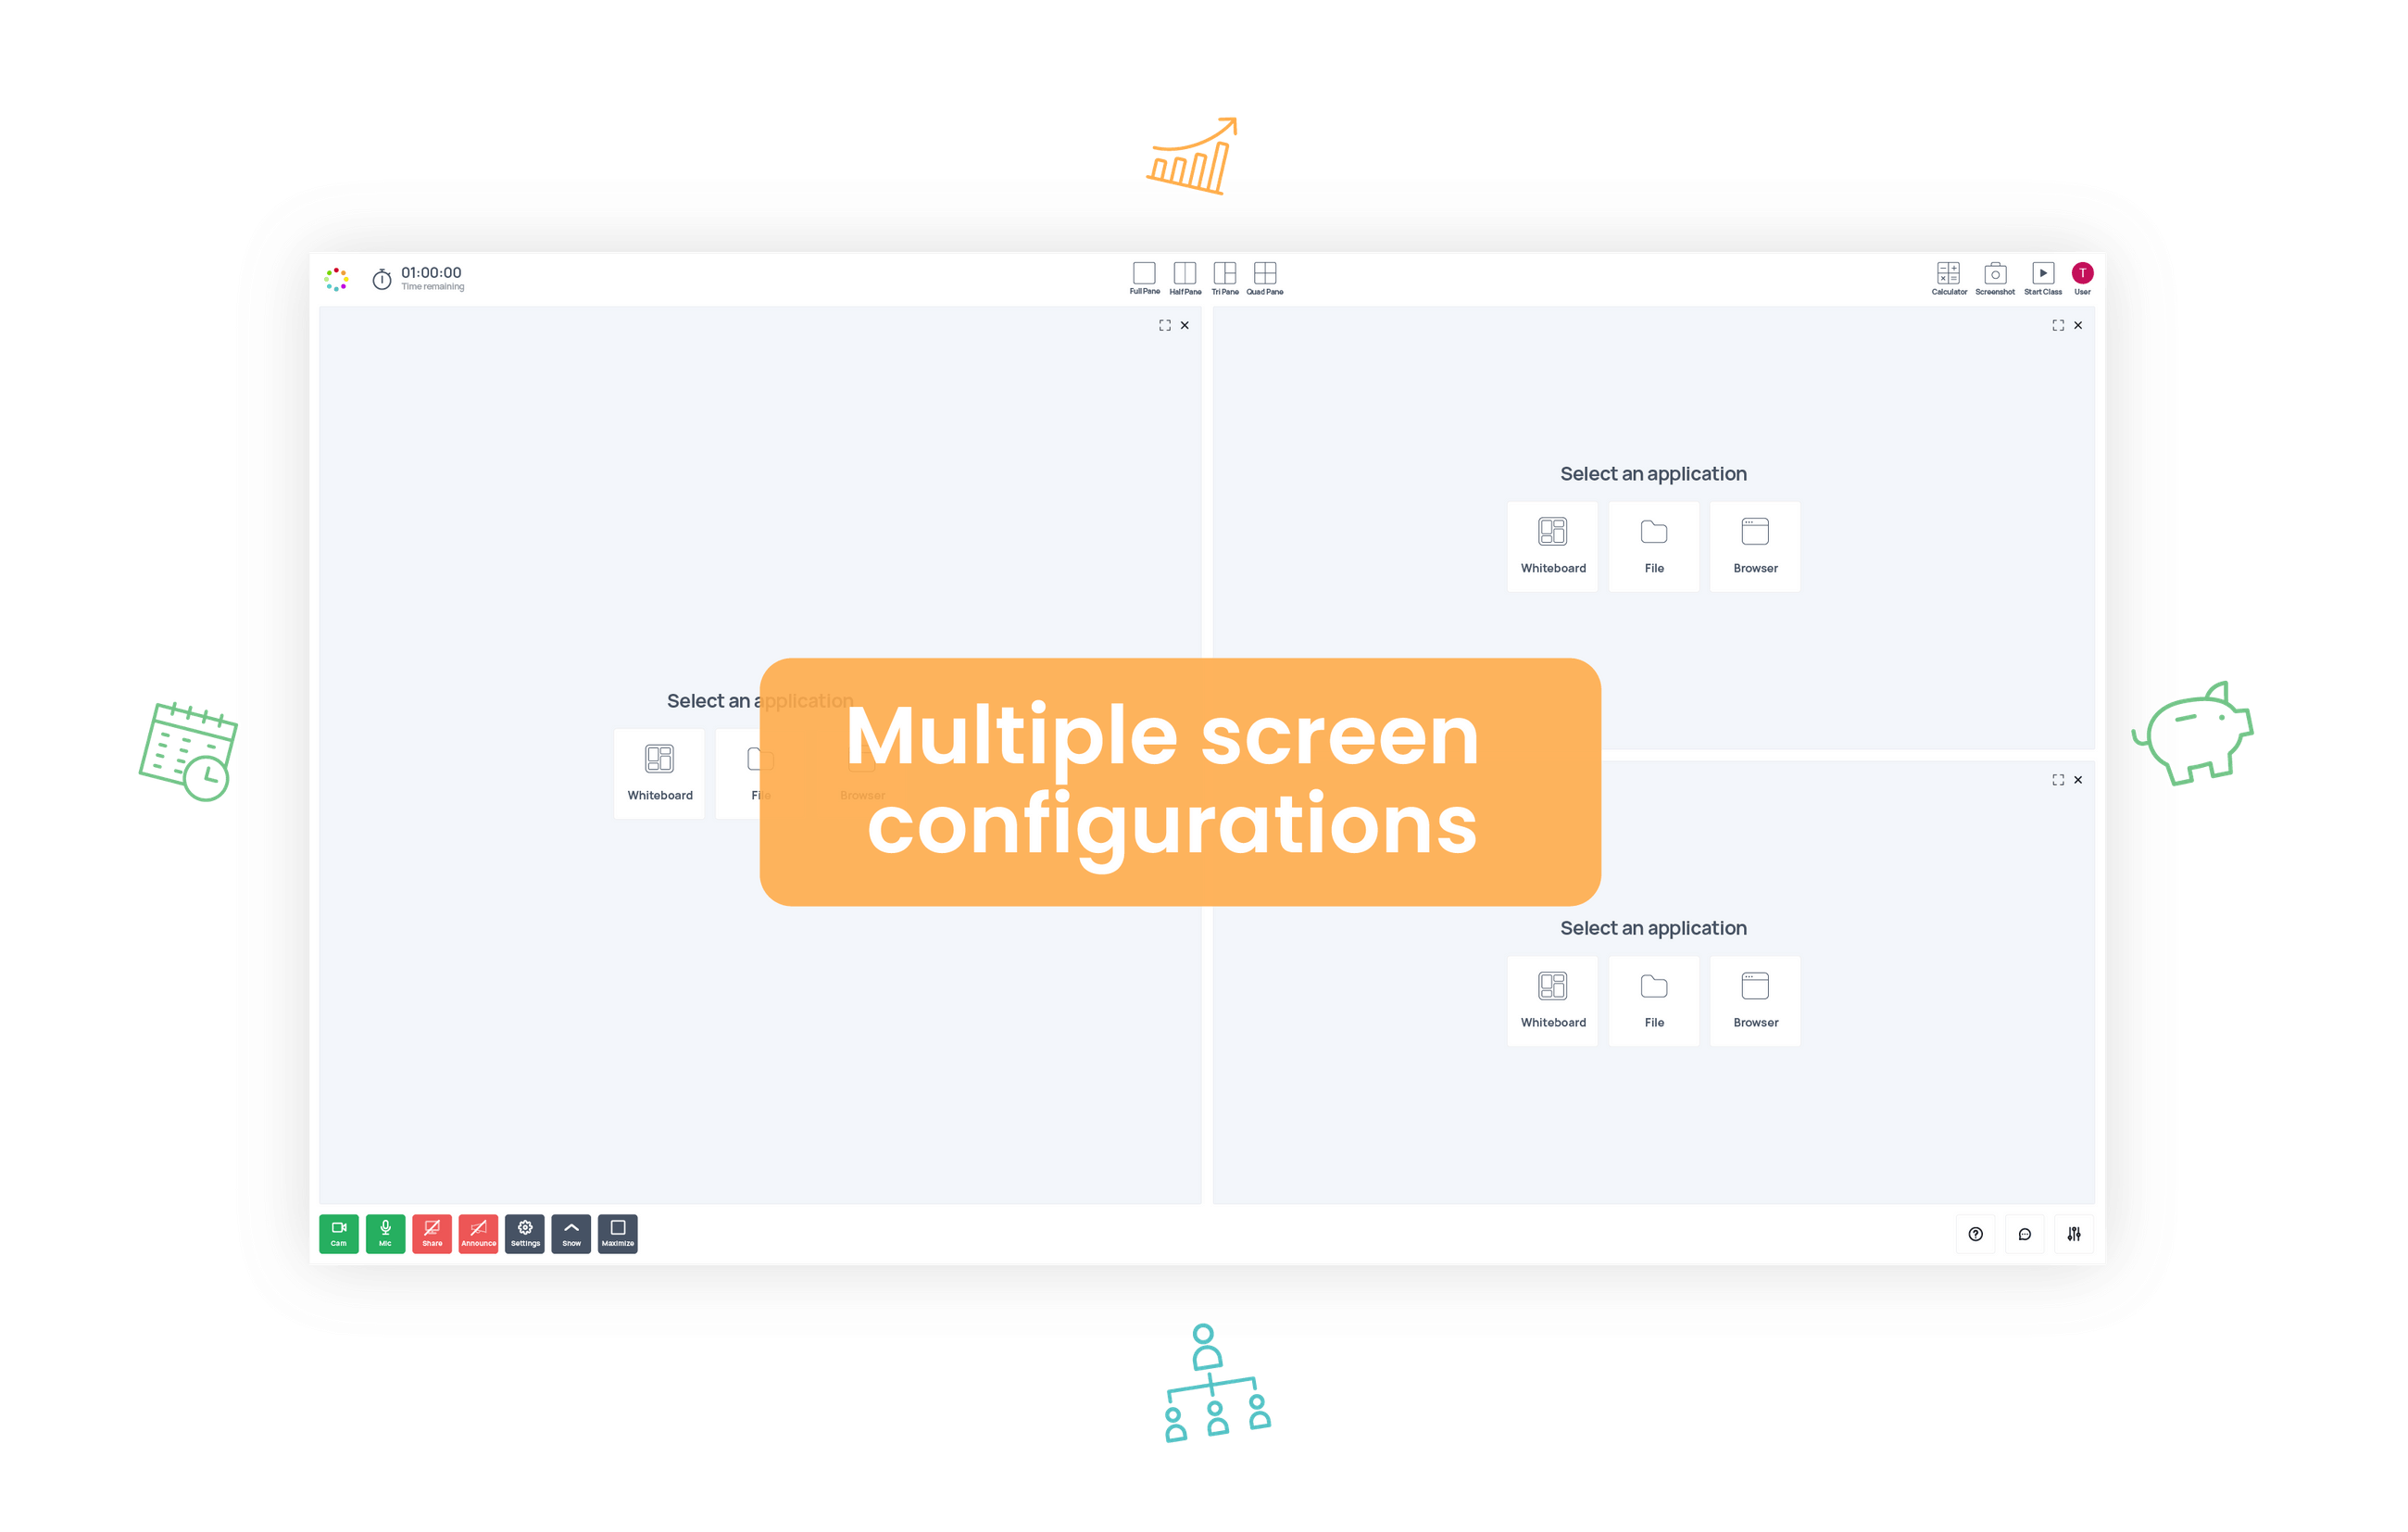 01:00:00
Time remaining
Full Pane Half Pane Tri Pane Quad Pane
Calculator Screenshot Start Class T User
Select an application
Whiteboard File Browser
Select an application
Whiteboard File Browser
Multiple screen
configurations
Select an application
Whiteboard File Browser
Cam Mic Share Announce Settings Show Maximize